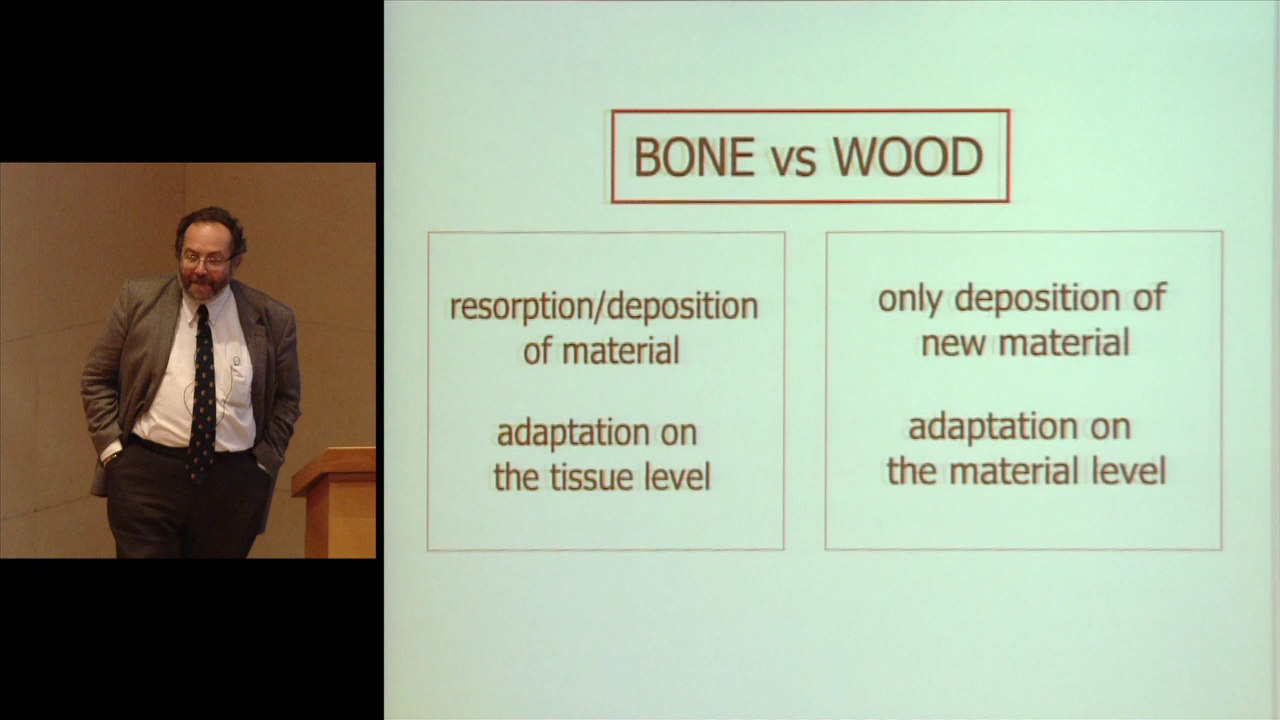 BONE vs WOOD
resorption/deposition
of material
adaptation on
the tissue level
only deposition of
new material
adaptation on
the material level